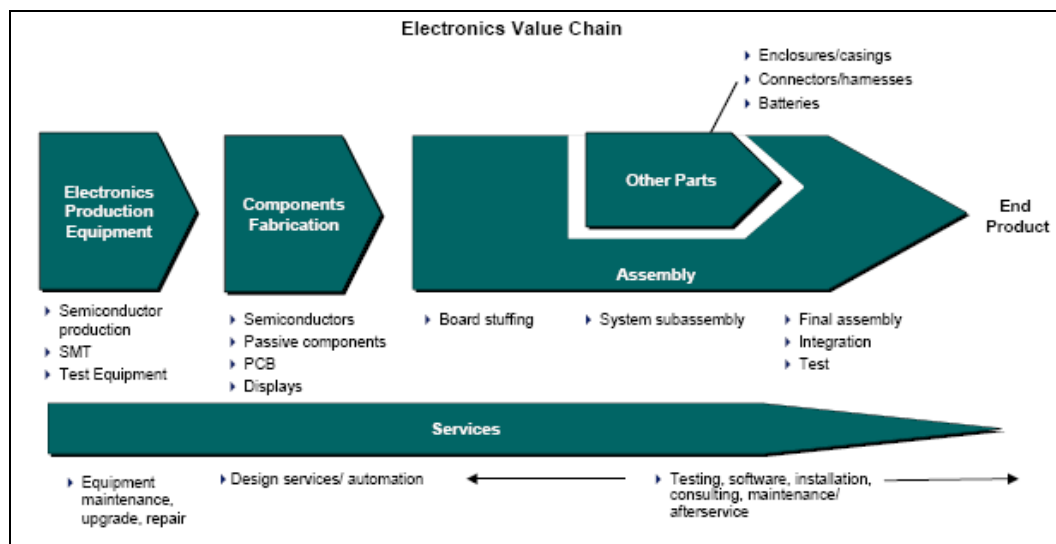 Electronics Value Chain
Enclosures/casings
Connectors/harnesses
Batteries
Electronics
Production
Equipment
Components
Fabrication
Other Parts
End
Product
Assembly
Semiconductor
production
SMT
Test Equipment
Semiconductors
Passive components
PCB
Displays
Board stuffing
System subassembly
Final assembly
Integration
Test
Services
Equipment
maintenance,
upgrade, repair
Design services/ automation
Testing, software, installation,
consulting, maintenance/
afterservice